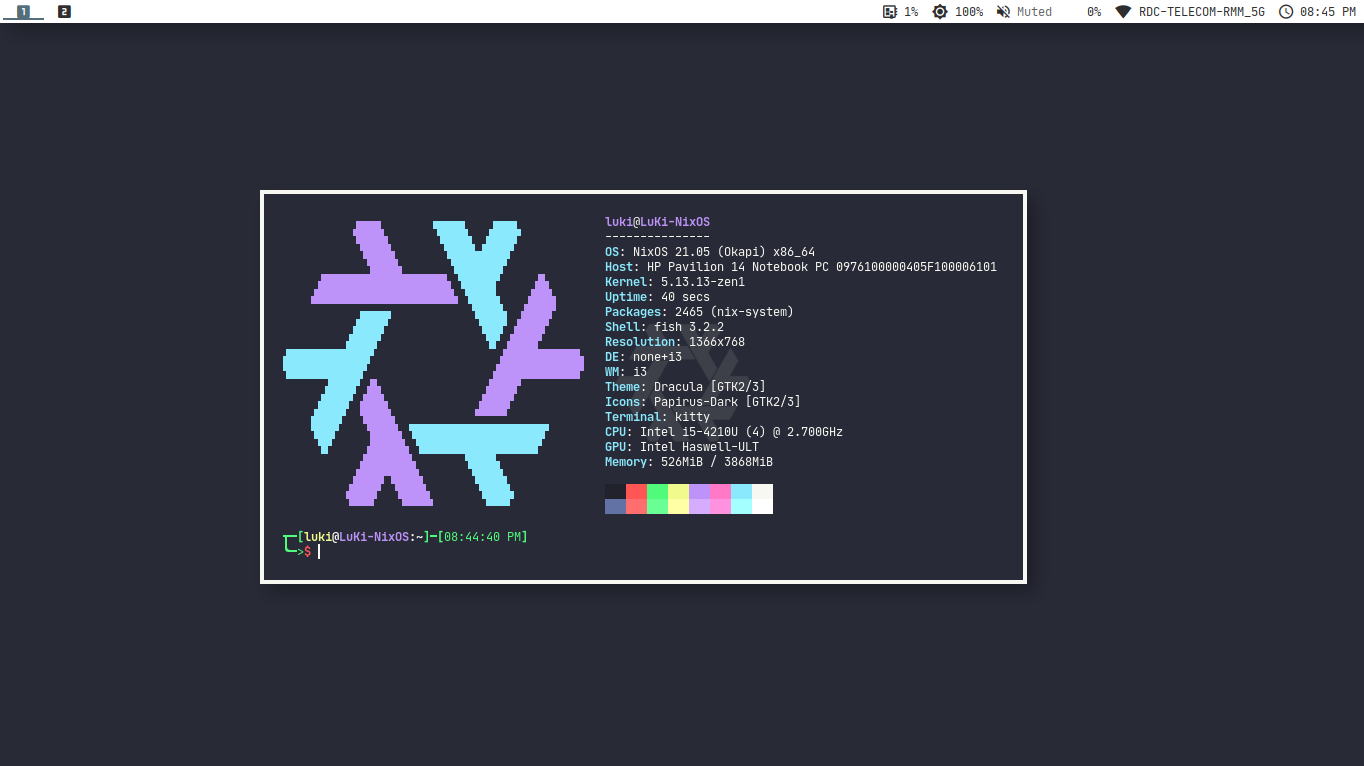 1 2 1% 100% Muted 0% RDC-TELECOM-RMM_5G 08:45 PM
luki@LuKi-NixOS
---------------
OS: NixOS 21.05 (Okapi) x86_64
Host: HP Pavilion 14 Notebook PC 0976100000405F100006101
Kernel: 5.13.13-zen1
Uptime: 40 secs
Packages: 2465 (nix-system)
Shell: fish 3.2.2
Resolution: 1366x768
DE: none+i3
WM: i3
Theme: Dracula [GTK2/3]
Icons: Papirus-Dark [GTK2/3]
Terminal: kitty
CPU: Intel i5-4210U (4) @ 2.700GHz
GPU: Intel Haswell-ULT
Memory: 526MiB / 3868MiB
┬─[luki@LuKi-NixOS:~]─[08:44:40 PM]
╰─>$